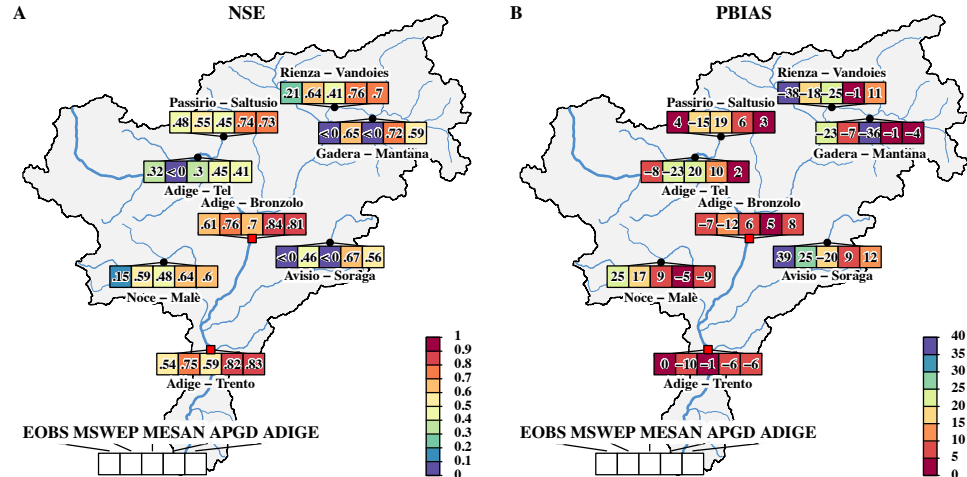 A NSE
Rienza – Vandoies
.21 .64 .41 .76 .7
Passirio – Saltusio
.48 .55 .45 .74 .73
<0 .65 <0 .72 .59
Gadera – Mantana
.32 <0 .3 .45 .41
Adige – Tel
Adige – Bronzolo
.61 .76 .7 .84 .81
<0 .46 <0 .67 .56
Avisio – Soraga
.15 .59 .48 .64 .6
Noce – Malè
.54 .75 .59 .82 .83
Adige – Trento
EOBS MSWEP MESAN APGD ADIGE
1
0.9
0.8
0.7
0.6
0.5
0.4
0.3
0.2
0.1
0
B PBIAS
Rienza – Vandoies
−38 −18 −25 −1 11
Passirio – Saltusio
4 −15 19 6 3
−23 −7 −36 −1 −4
Gadera – Mantana
−8 −23 20 10 2
Adige – Tel
Adige – Bronzolo
−7 −12 6 5 8
39 25 −20 9 12
Avisio – Soraga
25 17 9 −5 −9
Noce – Malè
0 −10 −1 −6 −6
Adige – Trento
EOBS MSWEP MESAN APGD ADIGE
40
35
30
25
20
15
10
5
0